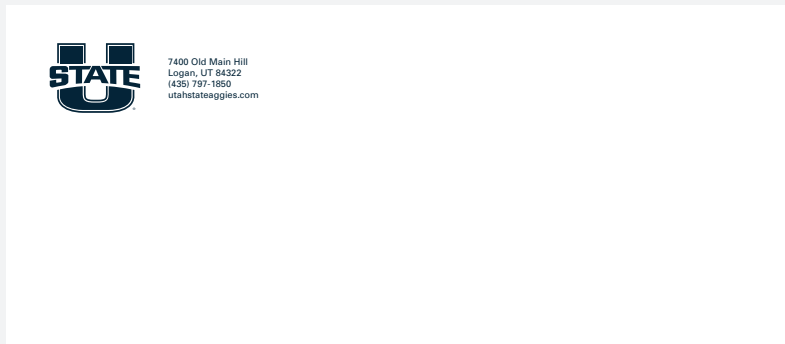 STATE
U
7400 Old Main Hill
Logan, UT 84322
(435) 797-1850
utahstateaggies.com